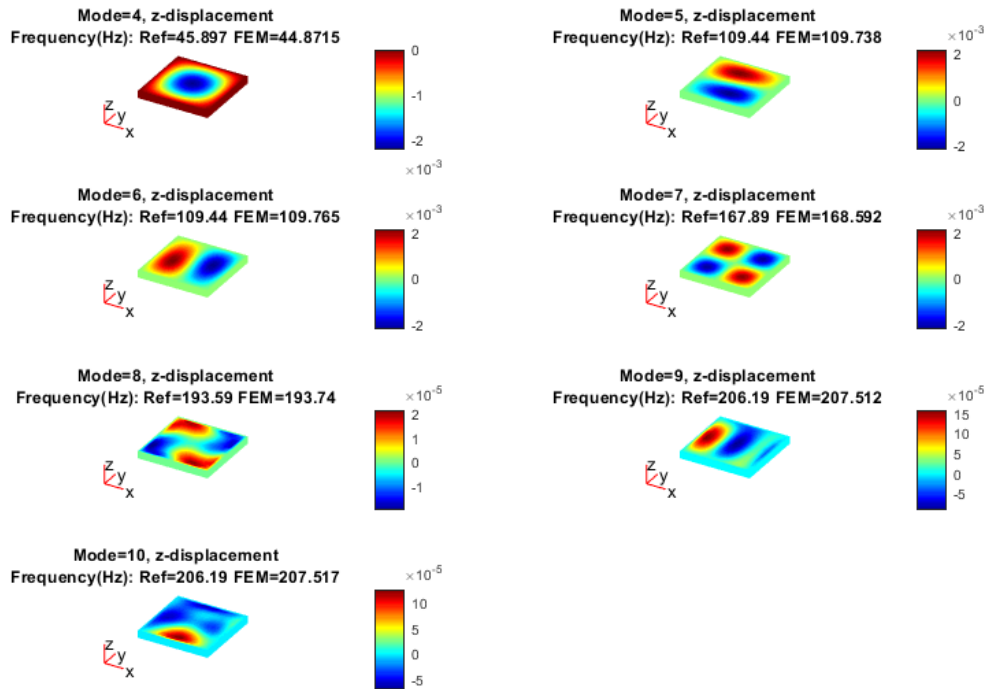 Mode=4, z-displacement
Frequency(Hz): Ref=45.897 FEM=44.8715
0
-1
-2
×10⁻³
z
y
x
Mode=5, z-displacement
Frequency(Hz): Ref=109.44 FEM=109.738
×10⁻³
2
0
-2
z
y
x
Mode=6, z-displacement
Frequency(Hz): Ref=109.44 FEM=109.765
×10⁻³
2
0
-2
z
y
x
Mode=7, z-displacement
Frequency(Hz): Ref=167.89 FEM=168.592
×10⁻³
2
0
-2
z
y
x
Mode=8, z-displacement
Frequency(Hz): Ref=193.59 FEM=193.74
×10⁻⁵
2
1
0
-1
z
y
x
Mode=9, z-displacement
Frequency(Hz): Ref=206.19 FEM=207.512
×10⁻⁵
15
10
5
0
-5
z
y
x
Mode=10, z-displacement
Frequency(Hz): Ref=206.19 FEM=207.517
×10⁻⁵
10
5
0
-5
z
y
x